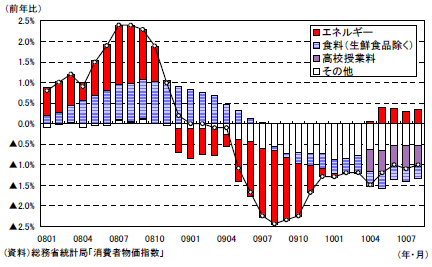 (前年比)
2.5%
2.0%
1.5%
1.0%
0.5%
0.0%
▲0.5%
▲1.0%
▲1.5%
▲2.0%
▲2.5%
エネルギー
食料(生鮮食品除く)
高校授業料
その他
0801 0804 0807 0810 0901 0904 0907 0910 1001 1004 1007
(年・月)
(資料)総務省統計局「消費者物価指数」